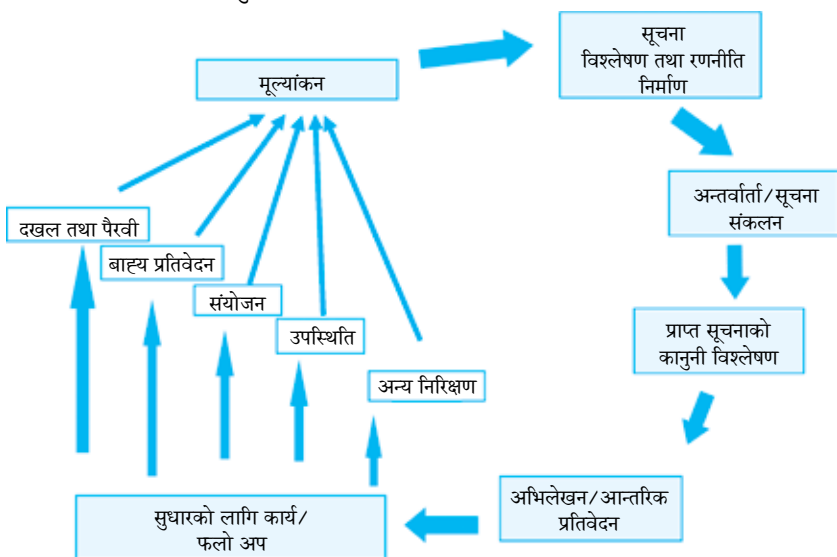 मूल्यांकन
सूचना
विश्लेषण तथा रणनीति
निर्माण
अन्तर्वार्ता/सूचना
संकलन
प्राप्त सूचनाको
कानुनी विश्लेषण
अभिलेखन/आन्तरिक
प्रतिवेदन
सुधारको लागि कार्य/
फलो अप
दखल तथा पैरवी
बाह्य प्रतिवेदन
संयोजन
उपस्थिति
अन्य निरिक्षण